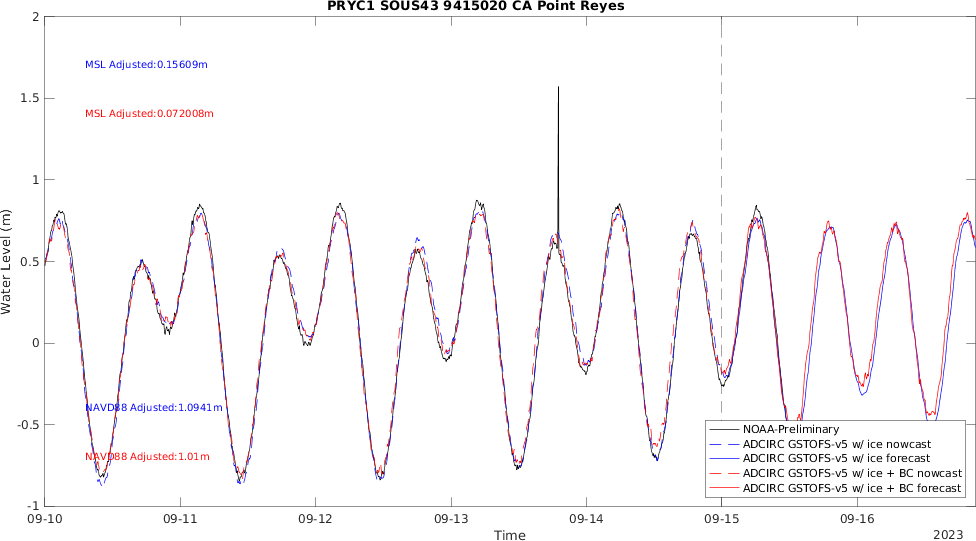 PRYC1 SOUS43 9415020 CA Point Reyes
2
1.5
1
0.5
0
-0.5
-1
Water Level (m)
MSL Adjusted:0.15609m
MSL Adjusted:0.072008m
NAVD88 Adjusted:1.0941m
NAVD88 Adjusted:1.01m
NOAA-Preliminary
ADCIRC GSTOFS-v5 w/ ice nowcast
ADCIRC GSTOFS-v5 w/ ice forecast
ADCIRC GSTOFS-v5 w/ ice + BC nowcast
ADCIRC GSTOFS-v5 w/ ice + BC forecast
09-10 09-11 09-12 09-13 09-14 09-15 09-16
Time
2023